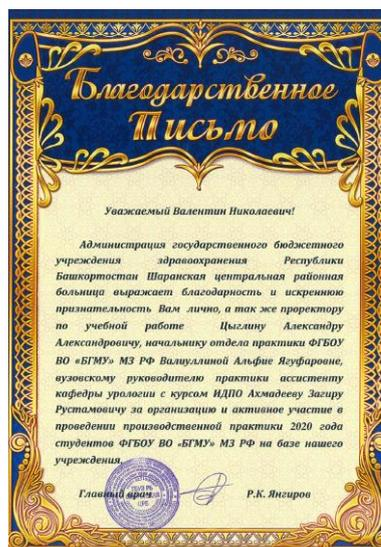 Благодарственное
Письмо
Уважаемый Валентин Николаевич!
Администрация государственного бюджетного
учреждения здравоохранения Республики
Башкортостан Шаранская центральная районная
больница выражает благодарность и искреннюю
признательность Вам лично, а так же проректору
по учебной работе Цыглину Александру
Александровичу, начальнику отдела практики ФГБОУ
ВО «БГМУ» МЗ РФ Валиуллиной Альфие Ягуфаровне,
вузовскому руководителю практики ассистенту
кафедры урологии с курсом ИДПО Ахмадееву Загиру
Рустамовичу за организацию и активное участие в
проведении производственной практики 2020 года
студентов ФГБОУ ВО «БГМУ» МЗ РФ на базе нашего
учреждения.
Главный врач Р.К. Янгиров